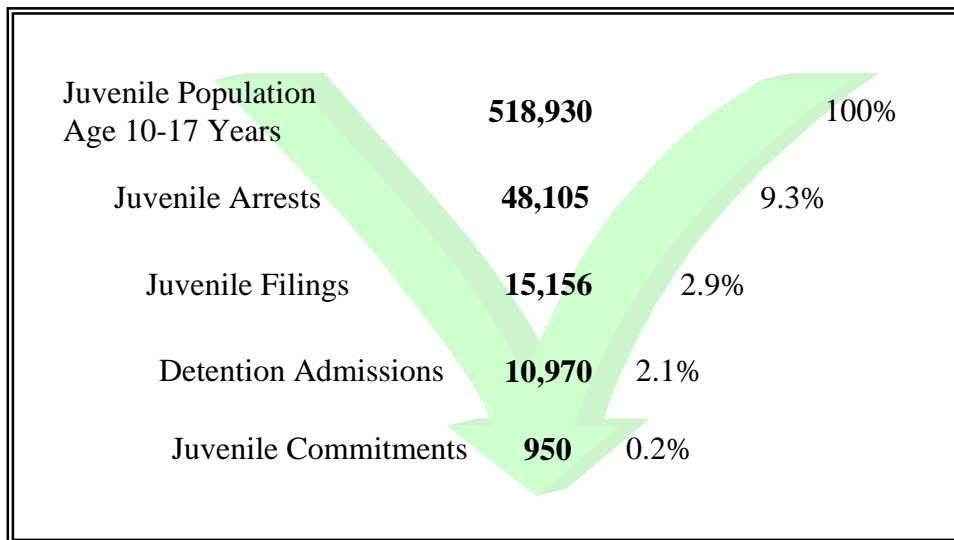 Juvenile Population
Age 10-17 Years 518,930 100%
Juvenile Arrests 48,105 9.3%
Juvenile Filings 15,156 2.9%
Detention Admissions 10,970 2.1%
Juvenile Commitments 950 0.2%